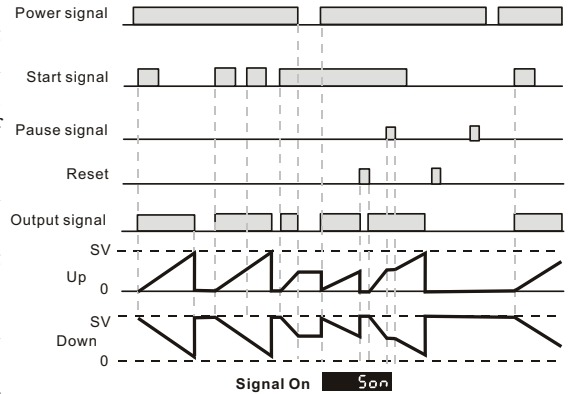 Power signal
Start signal
Pause signal
Reset
Output signal
SV
Up
0
SV
Down
0
Signal On Son